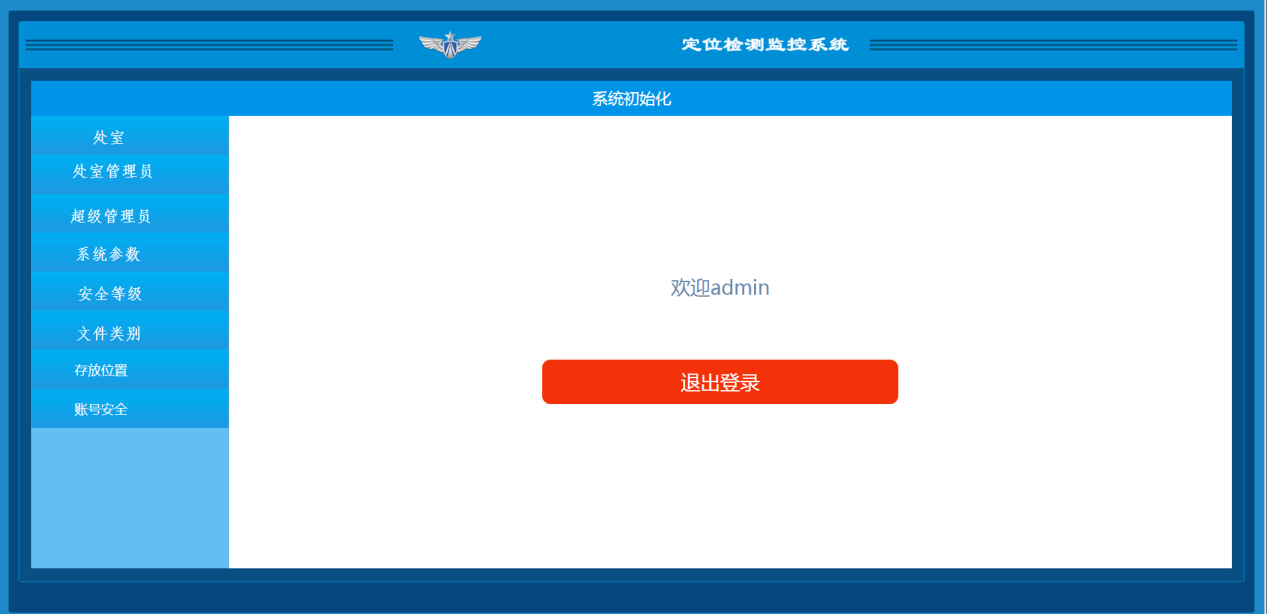 定位检测监控系统
系统初始化
处室
处室管理员
超级管理员
系统参数
安全等级
文件类别
存放位置
账号安全
欢迎admin
退出登录